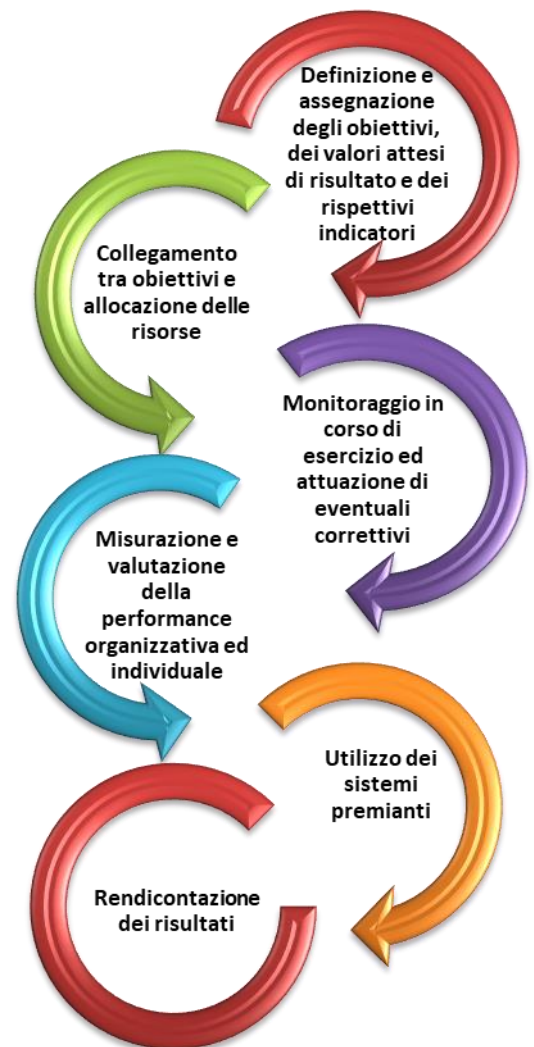 Definizione e
assegnazione
degli obiettivi,
dei valori attesi
di risultato e dei
rispettivi
indicatori
Collegamento
tra obiettivi e
allocazione delle
risorse
Monitoraggio in
corso di
esercizio ed
attuazione di
eventuali
correttivi
Misurazione e
valutazione
della
performance
organizzativa ed
individuale
Utilizzo dei
sistemi
premianti
Rendicontazione
dei risultati